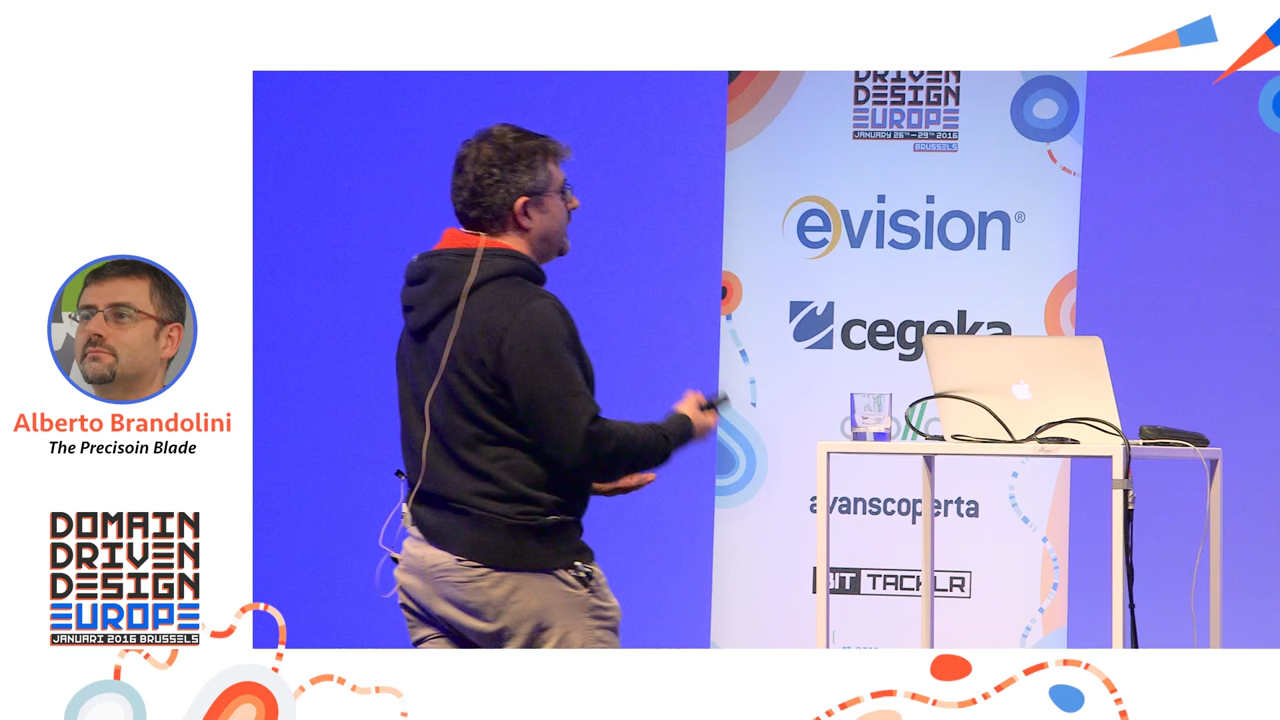 Alberto Brandolini
The Precisoin Blade
DOMAIN
DRIVEN
DESIGN
EUROPE
JANUARI 2016 BRUSSELS
DRIVEN
DESIGN
EUROPE
JANUARY 26TH – 29TH 2016
BRUSSELS
evision®
cegeka
avanscoperta
BIT TACKLR